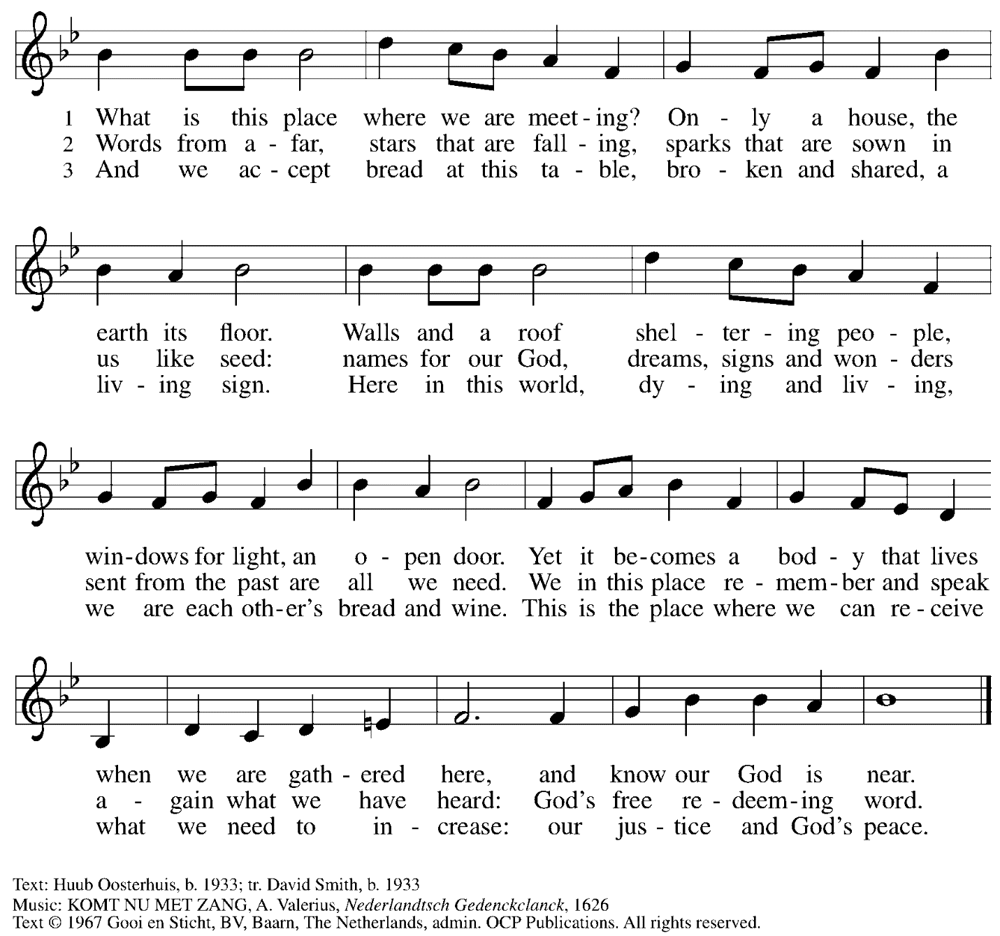 1 What is this place where we are meet - ing? On - ly a house, the
2 Words from a - far, stars that are fall - ing, sparks that are sown in
3 And we ac - cept bread at this ta - ble, bro - ken and shared, a
earth its floor. Walls and a roof shel - ter - ing peo - ple,
us like seed: names for our God, dreams, signs and won - ders
liv - ing sign. Here in this world, dy - ing and liv - ing,
win - dows for light, an o - pen door. Yet it be - comes a bod - y that lives
sent from the past are all we need. We in this place re - mem - ber and speak
we are each oth - er's bread and wine. This is the place where we can re - ceive
when we are gath - ered here, and know our God is near.
a - gain what we have heard: God's free re - deem - ing word.
what we need to in - crease: our jus - tice and God's peace.
Text: Huub Oosterhuis, b. 1933; tr. David Smith, b. 1933
Music: KOMT NU MET ZANG, A. Valerius, Nederlandtsch Gedenckclanck, 1626
Text © 1967 Gooi en Sticht, BV, Baarn, The Netherlands, admin. OCP Publications. All rights reserved.